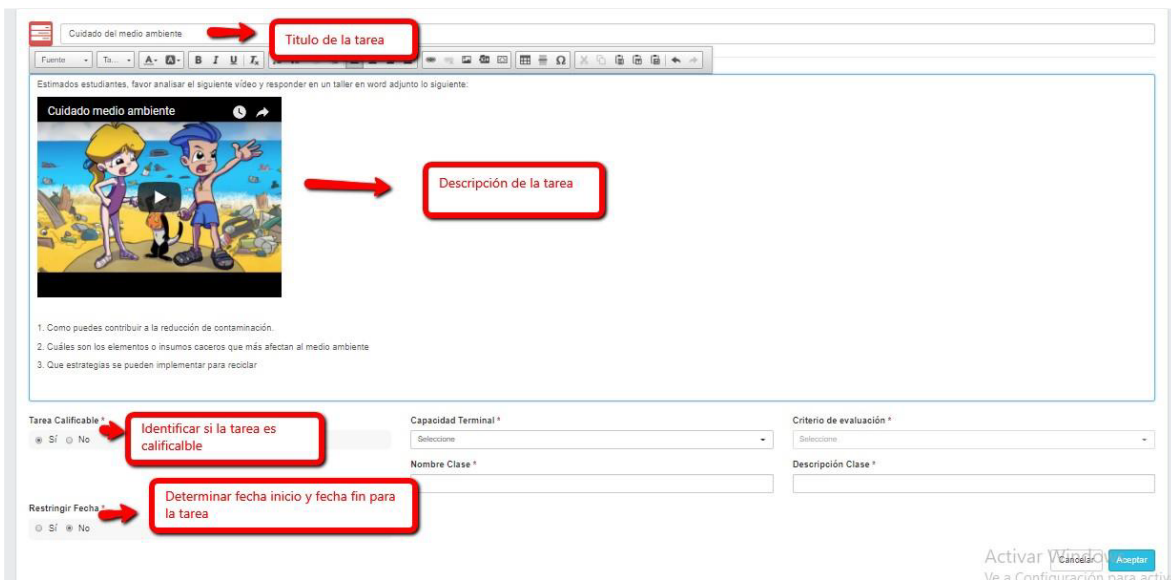 Cuidado del medio ambiente
Titulo de la tarea
Fuente
Ta...
Estimados estudiantes, favor analisar el siguiente vídeo y responder en un taller en word adjunto lo siguiente:
Cuidado medio ambiente
Descripción de la tarea
1. Como puedes contribuir a la reducción de contaminación.
2. Cuáles son los elementos o insumos caceros que más afectan al medio ambiente
3. Que estrategias se pueden implementar para reciclar
Tarea Calificable *
Sí No
Identificar si la tarea es
calificalble
Capacidad Terminal *
Seleccione
Criterio de evaluación *
Seleccione
Nombre Clase *
Descripción Clase *
Restringir Fecha *
Sí No
Determinar fecha inicio y fecha fin para
la tarea
Cancelar
Aceptar
Activar Windows
Ve a Configuración para activ